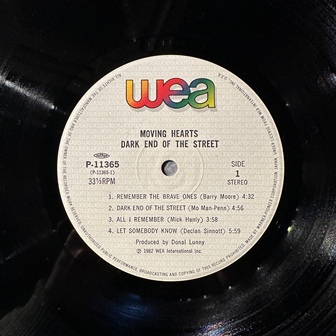 wea
MOVING HEARTS
DARK END OF THE STREET
P-11365
(P-11365-1)
33⅓RPM
SIDE
1
STEREO
1. REMEMBER THE BRAVE ONES (Barry Moore) 4:32
2. DARK END OF THE STREET (Mo Man-Penn) 4:56
3. ALL I REMEMBER (Mick Hanly) 3:58
4. LET SOMEBODY KNOW (Declan Sinnott) 5:59
Produced by Donal Lunny
℗ 1982 WEA International Inc.